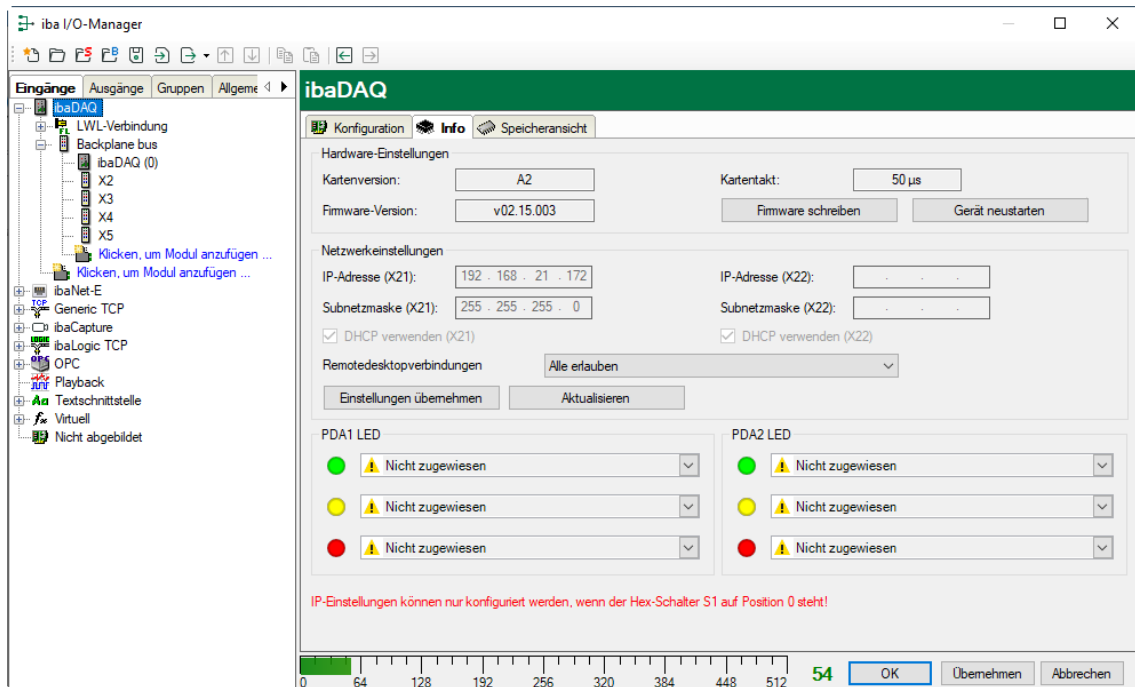 iba I/O-Manager
Eingänge Ausgänge Gruppen Allgeme
ibaDAQ
LWL-Verbindung
Backplane bus
ibaDAQ (0)
X2
X3
X4
X5
Klicken, um Modul anzufügen ...
Klicken, um Modul anzufügen ...
ibaNet-E
Generic TCP
ibaCapture
ibaLogic TCP
OPC
Playback
Textschnittstelle
Virtuell
Nicht abgebildet
ibaDAQ
Konfiguration Info Speicheransicht
Hardware-Einstellungen
Kartenversion: A2 Kartentakt: 50 µs
Firmware-Version: v02.15.003 Firmware schreiben Gerät neustarten
Netzwerkeinstellungen
IP-Adresse (X21): 192 . 168 . 21 . 172 IP-Adresse (X22): . . .
Subnetzmaske (X21): 255 . 255 . 255 . 0 Subnetzmaske (X22): . . .
DHCP verwenden (X21) DHCP verwenden (X22)
Remotedesktopverbindungen Alle erlauben
Einstellungen übernehmen Aktualisieren
PDA1 LED PDA2 LED
Nicht zugewiesen Nicht zugewiesen
Nicht zugewiesen Nicht zugewiesen
Nicht zugewiesen Nicht zugewiesen
IP-Einstellungen können nur konfiguriert werden, wenn der Hex-Schalter S1 auf Position 0 steht!
0 64 128 192 256 320 384 448 512 54 OK Übernehmen Abbrechen